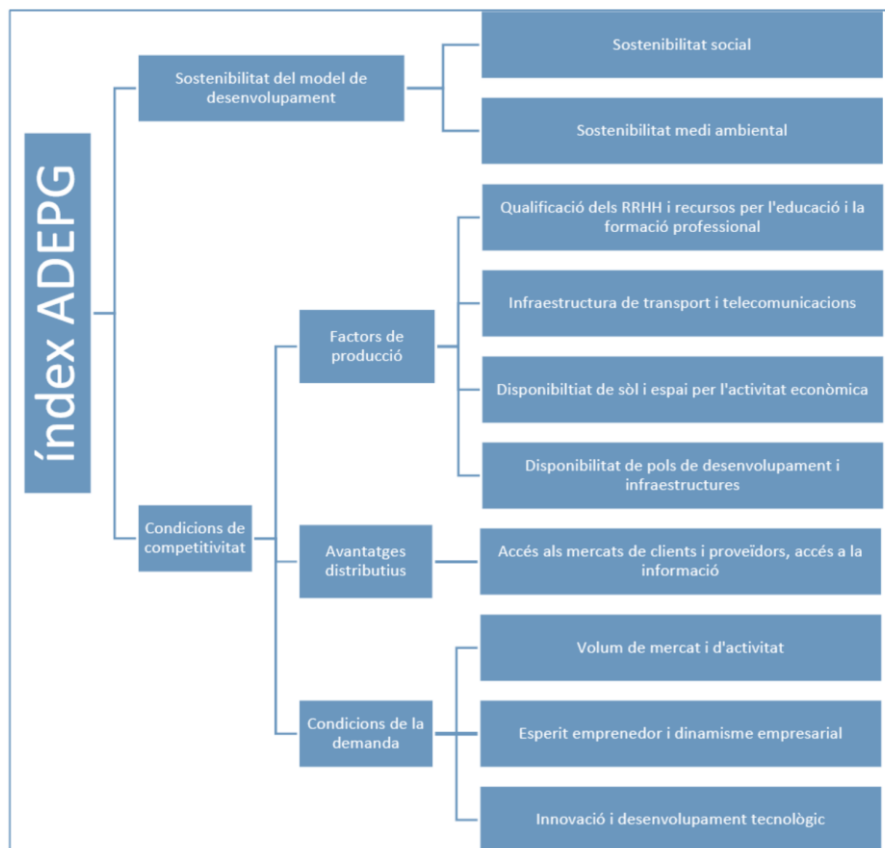 índex ADEPG
Sostenibilitat del model de
desenvolupament
Sostenibilitat social
Sostenibilitat medi ambiental
Condicions de
competitivitat
Factors de
producció
Qualificació dels RRHH i recursos per l'educació i la
formació professional
Infraestructura de transport i telecomunicacions
Disponibiltiat de sòl i espai per l'activitat econòmica
Disponibilitat de pols de desenvolupament i
infraestructures
Avantatges
distributius
Accés als mercats de clients i proveïdors, accés a la
informació
Condicions de la
demanda
Volum de mercat i d'activitat
Esperit emprenedor i dinamisme empresarial
Innovació i desenvolupament tecnològic